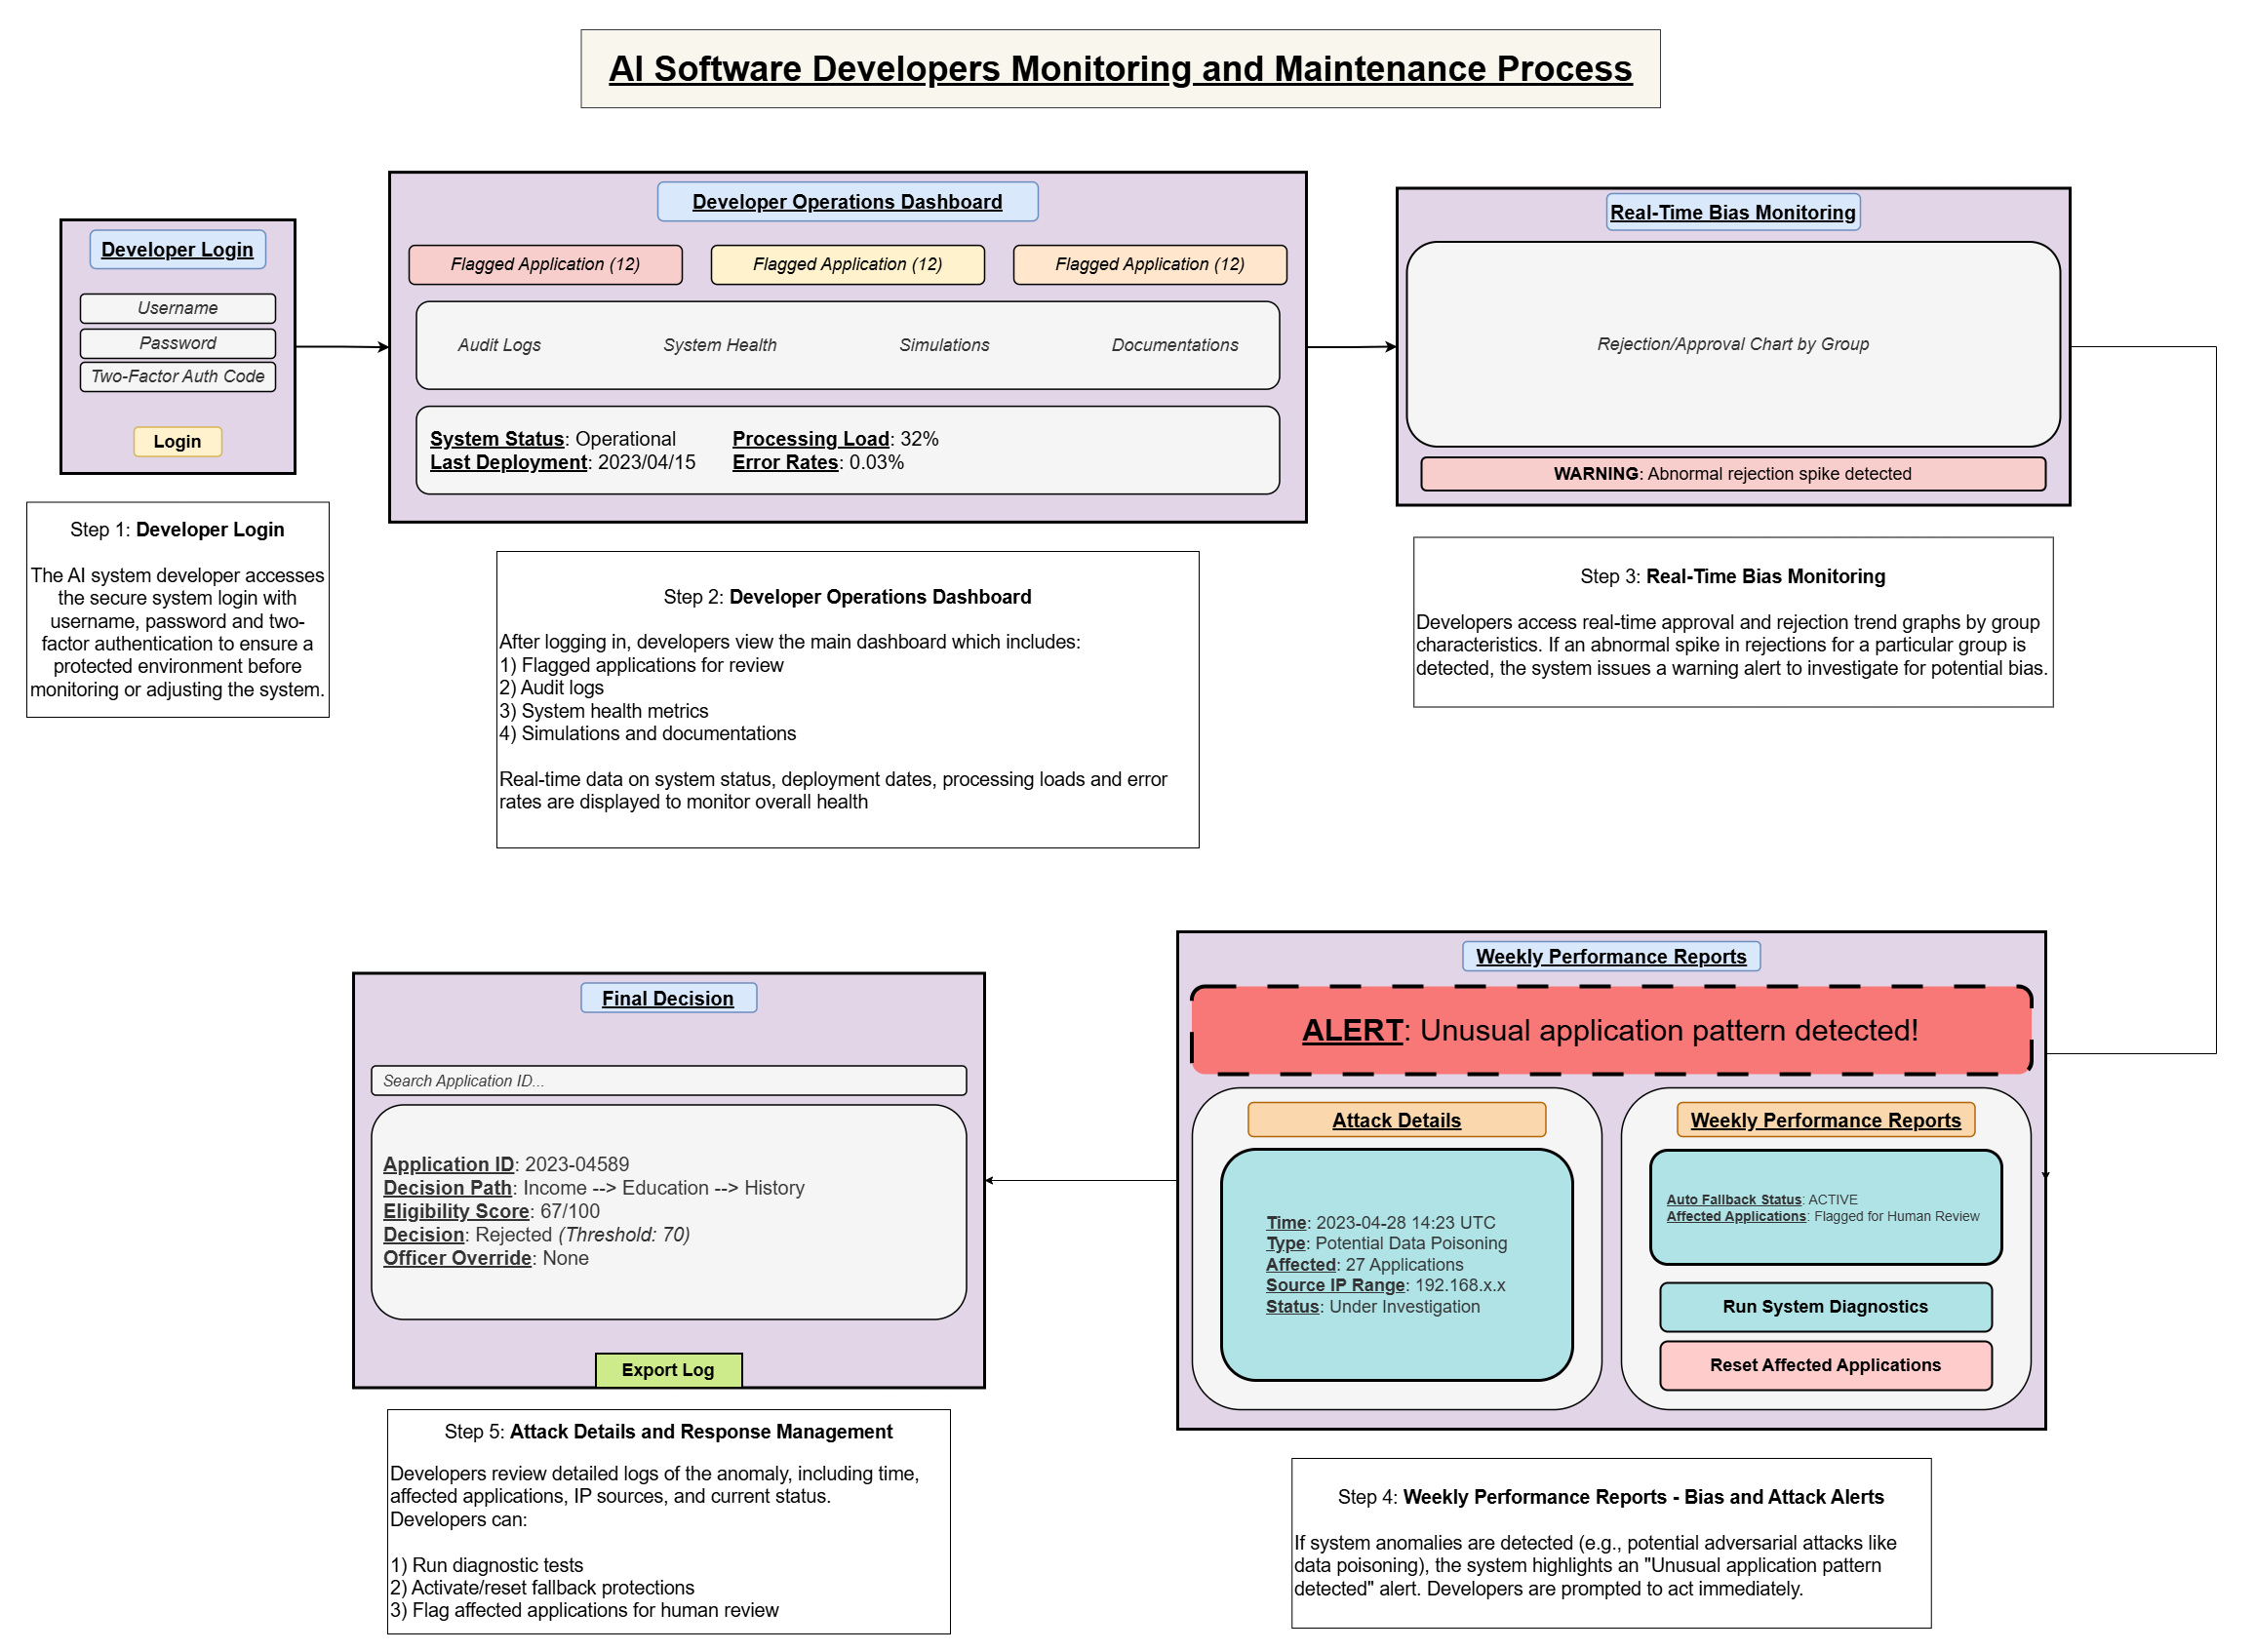 AI Software Developers Monitoring and Maintenance Process
Developer Login
Username
Password
Two-Factor Auth Code
Login
Step 1: Developer Login
The AI system developer accesses
the secure system login with
username, password and two-
factor authentication to ensure a
protected environment before
monitoring or adjusting the system.
Developer Operations Dashboard
Flagged Application (12)
Flagged Application (12)
Flagged Application (12)
Audit Logs
System Health
Simulations
Documentations
System Status: Operational
Last Deployment: 2023/04/15
Processing Load: 32%
Error Rates: 0.03%
Step 2: Developer Operations Dashboard
After logging in, developers view the main dashboard which includes:
1) Flagged applications for review
2) Audit logs
3) System health metrics
4) Simulations and documentations
Real-time data on system status, deployment dates, processing loads and error
rates are displayed to monitor overall health
Real-Time Bias Monitoring
Rejection/Approval Chart by Group
WARNING: Abnormal rejection spike detected
Step 3: Real-Time Bias Monitoring
Developers access real-time approval and rejection trend graphs by group
characteristics. If an abnormal spike in rejections for a particular group is
detected, the system issues a warning alert to investigate for potential bias.
Weekly Performance Reports
ALERT: Unusual application pattern detected!
Attack Details
Time: 2023-04-28 14:23 UTC
Type: Potential Data Poisoning
Affected: 27 Applications
Source IP Range: 192.168.x.x
Status: Under Investigation
Weekly Performance Reports
Auto Fallback Status: ACTIVE
Affected Applications: Flagged for Human Review
Run System Diagnostics
Reset Affected Applications
Step 4: Weekly Performance Reports - Bias and Attack Alerts
If system anomalies are detected (e.g., potential adversarial attacks like
data poisoning), the system highlights an "Unusual application pattern
detected" alert. Developers are prompted to act immediately.
Final Decision
Search Application ID...
Application ID: 2023-04589
Decision Path: Income --> Education --> History
Eligibility Score: 67/100
Decision: Rejected (Threshold: 70)
Officer Override: None
Export Log
Step 5: Attack Details and Response Management
Developers review detailed logs of the anomaly, including time,
affected applications, IP sources, and current status.
Developers can:
1) Run diagnostic tests
2) Activate/reset fallback protections
3) Flag affected applications for human review